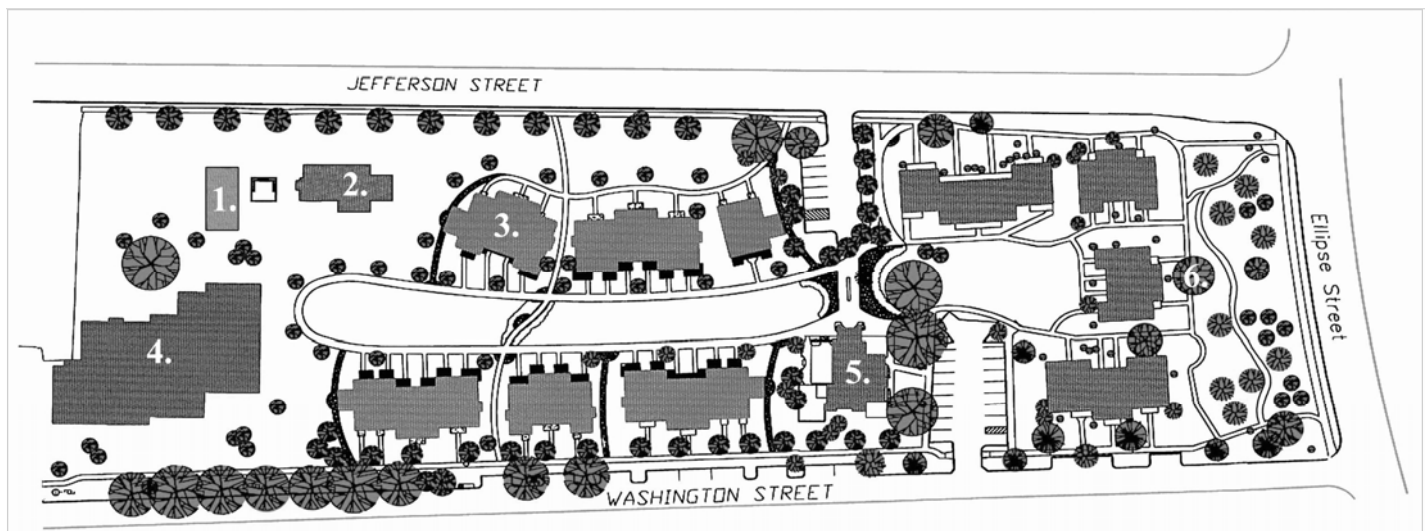 JEFFERSON STREET
1.
2.
3.
4.
5.
6.
Ellipse Street
WASHINGTON STREET